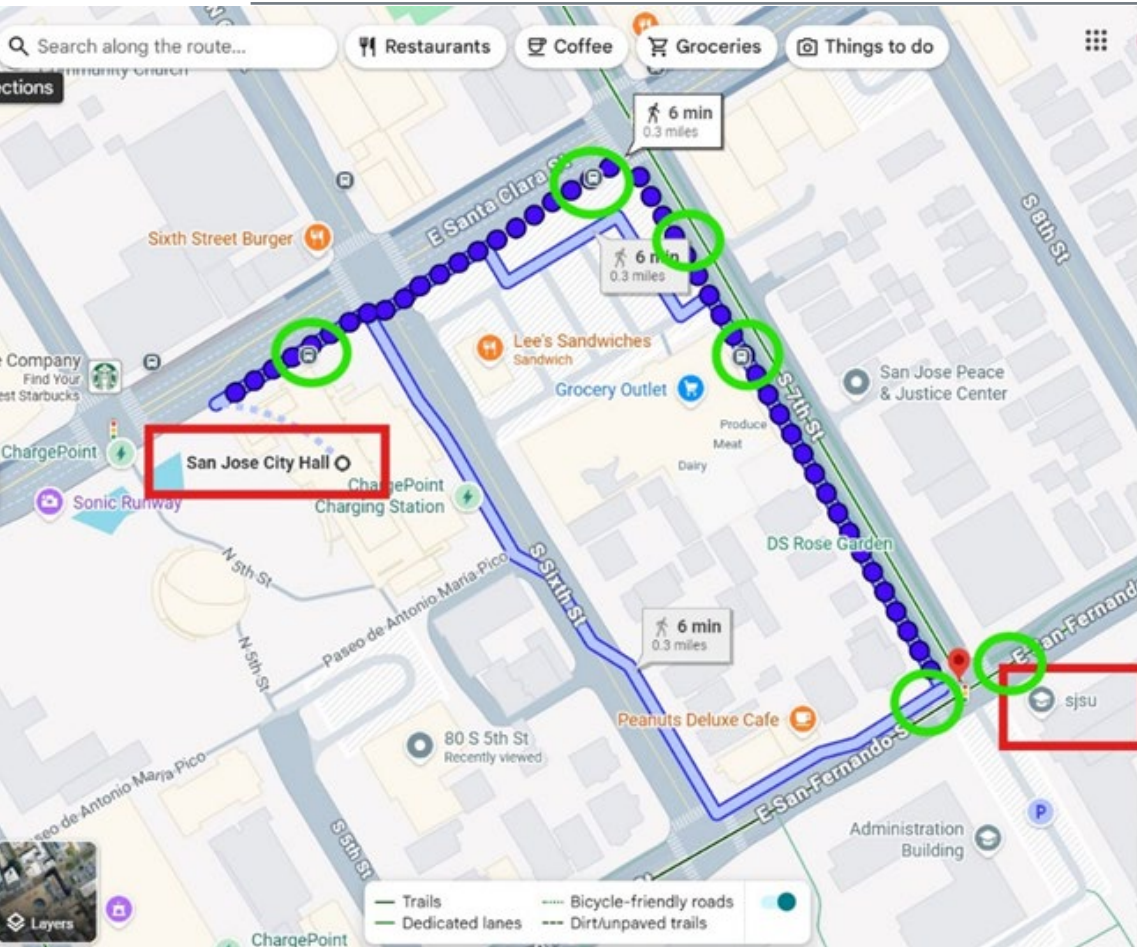 Search along the route...
Restaurants
Coffee
Groceries
Things to do
Community Church
ections
6 min
0.3 miles
E Santa Clara St
S 8th St
Sixth Street Burger
6 min
0.3 miles
Lee's Sandwiches
Sandwich
e Company
Find Your
est Starbucks
Grocery Outlet
S 7th St
San Jose Peace
& Justice Center
Produce
Meat
Dairy
ChargePoint
San Jose City Hall
ChargePoint
Charging Station
Sonic Runway
DS Rose Garden
N 5th St
S Sixth St
Paseo de Antonio Maria Pico
6 min
0.3 miles
E-San-Fernando
N-5th-St
sjsu
Peanuts Deluxe Cafe
80 S 5th St
Recently viewed
E-San-Fernando-S
aseo-de-Antonio Maria Pico
P
Administration
Building
S 5th St
Layers
Trails
Bicycle-friendly roads
Dedicated lanes
Dirt/unpaved trails
ChargePoint